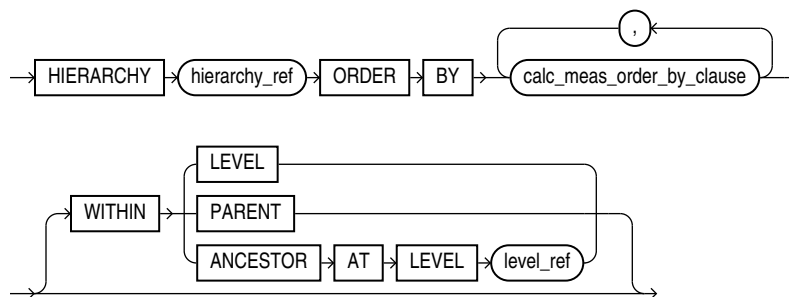 ,
HIERARCHY hierarchy_ref ORDER BY calc_meas_order_by_clause
LEVEL
WITHIN PARENT
ANCESTOR AT LEVEL level_ref